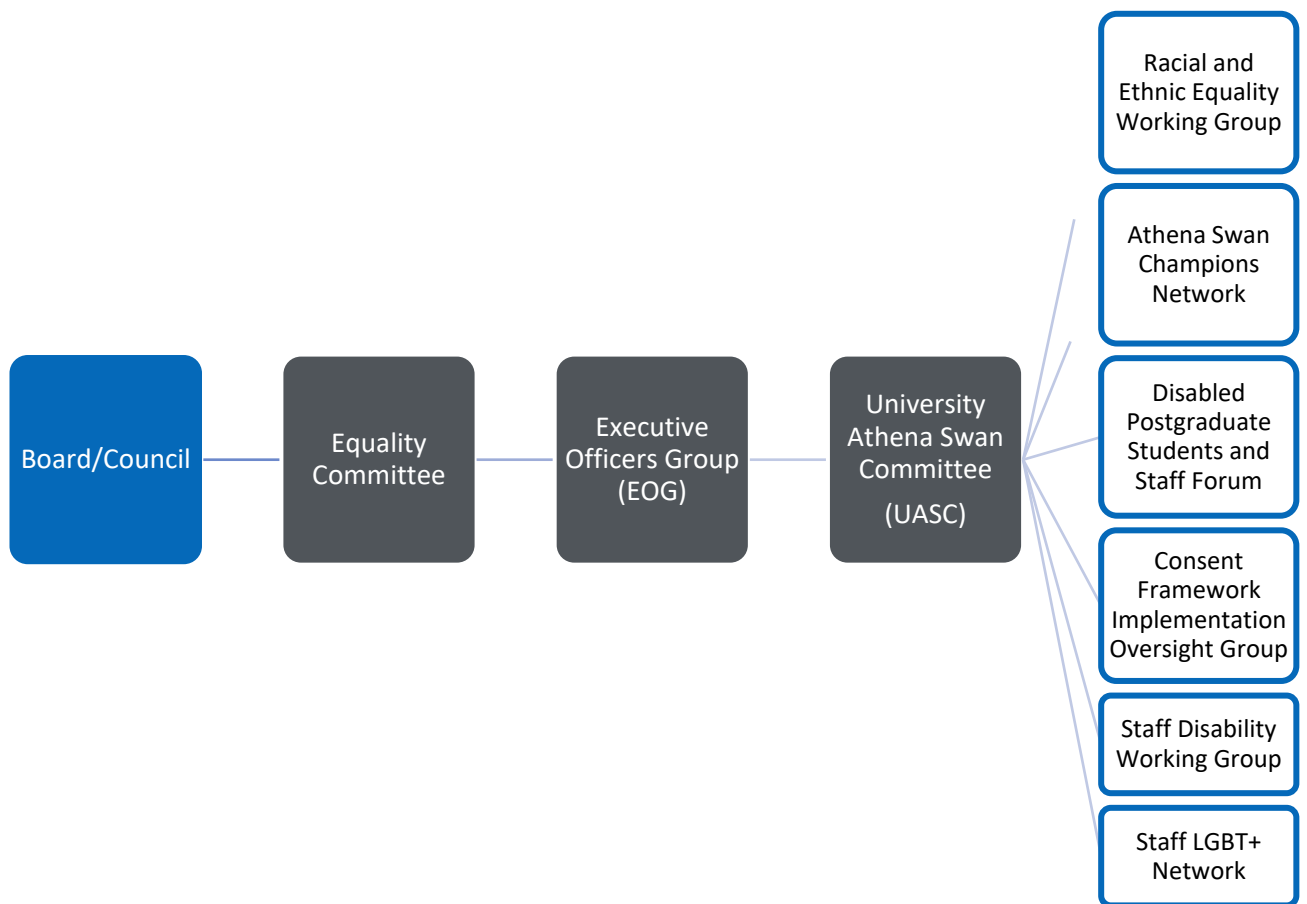 Board/Council
Equality
Committee
Executive
Officers Group
(EOG)
University
Athena Swan
Committee
(UASC)
Racial and
Ethnic Equality
Working Group
Athena Swan
Champions
Network
Disabled
Postgraduate
Students and
Staff Forum
Consent
Framework
Implementation
Oversight Group
Staff Disability
Working Group
Staff LGBT+
Network